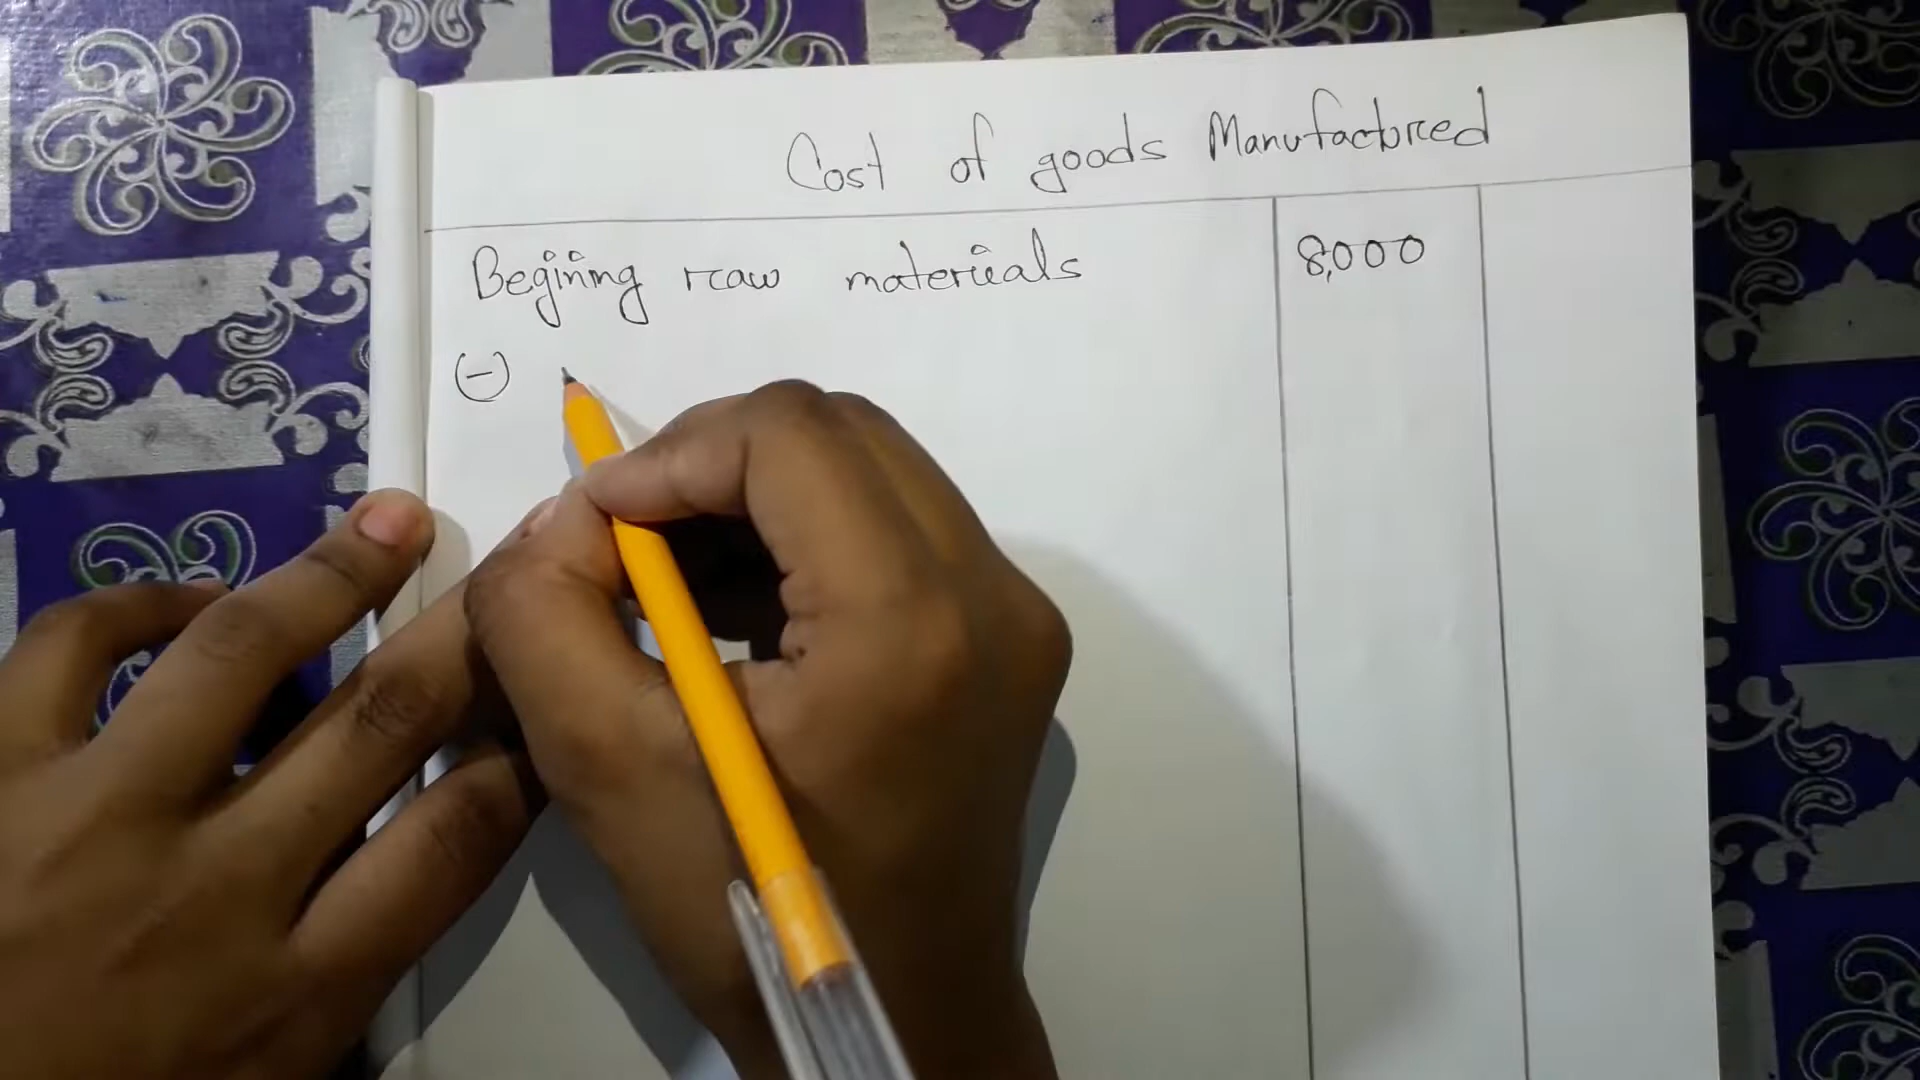 Cost of goods Manufactured
Begining raw materials 8,000
(-)